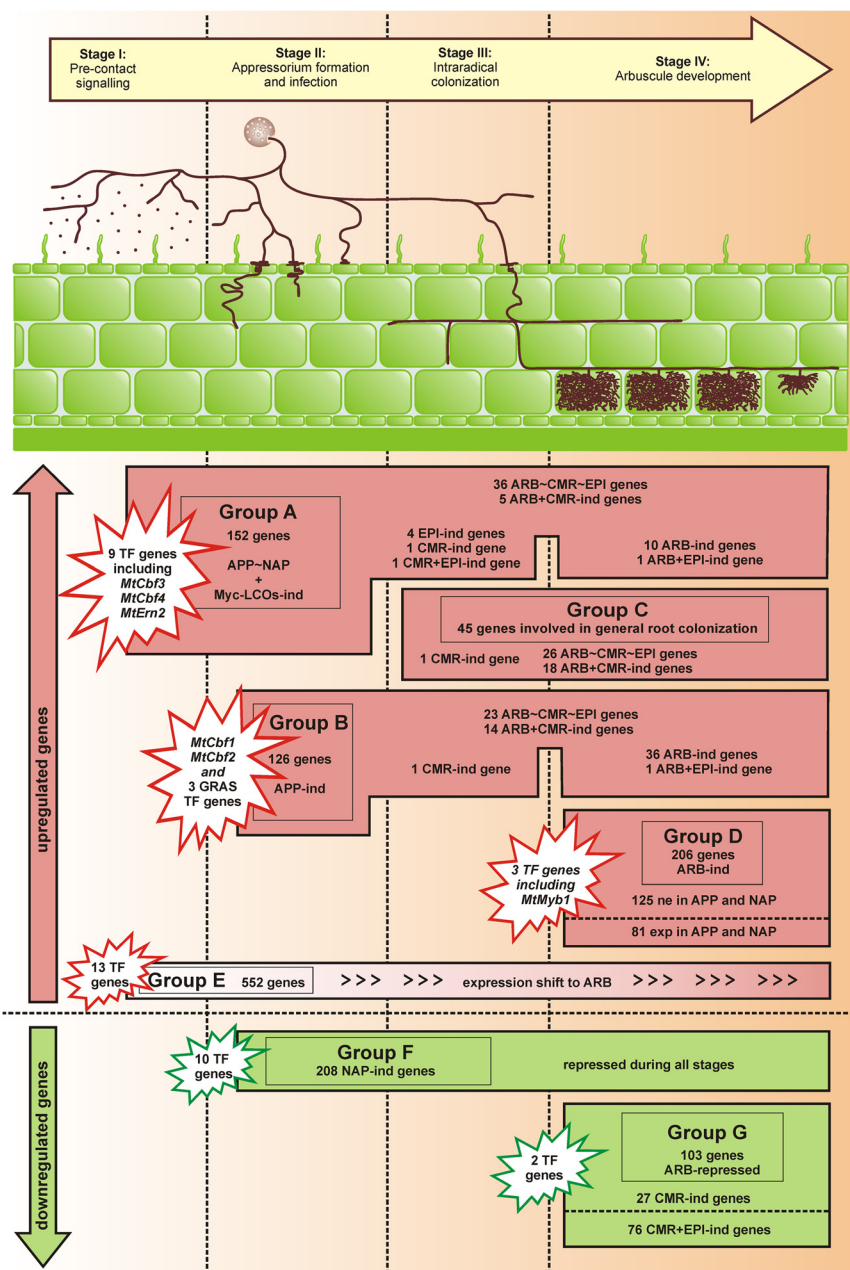 Stage I:
Pre-contact
signalling
Stage II:
Appressorium formation
and infection
Stage III:
Intraradical
colonization
Stage IV:
Arbuscule development
upregulated genes
36 ARB~CMR~EPI genes
5 ARB+CMR-ind genes
Group A
152 genes
APP~NAP
+
Myc-LCOs-ind
9 TF genes
including
MtCbf3
MtCbf4
MtErn2
4 EPI-ind genes
1 CMR-ind gene
1 CMR+EPI-ind gene
10 ARB-ind genes
1 ARB+EPI-ind gene
Group C
45 genes involved in general root colonization
1 CMR-ind gene
26 ARB~CMR~EPI genes
18 ARB+CMR-ind genes
Group B
126 genes
APP-ind
MtCbf1
MtCbf2
and
3 GRAS
TF genes
23 ARB~CMR~EPI genes
14 ARB+CMR-ind genes
1 CMR-ind gene
36 ARB-ind genes
1 ARB+EPI-ind gene
Group D
206 genes
ARB-ind
3 TF genes
including
MtMyb1
125 ne in APP and NAP
81 exp in APP and NAP
13 TF
genes
Group E 552 genes >>> >>> expression shift to ARB >>> >>> >>>
downregulated genes
10 TF
genes
Group F
208 NAP-ind genes
repressed during all stages
2 TF
genes
Group G
103 genes
ARB-repressed
27 CMR-ind genes
76 CMR+EPI-ind genes